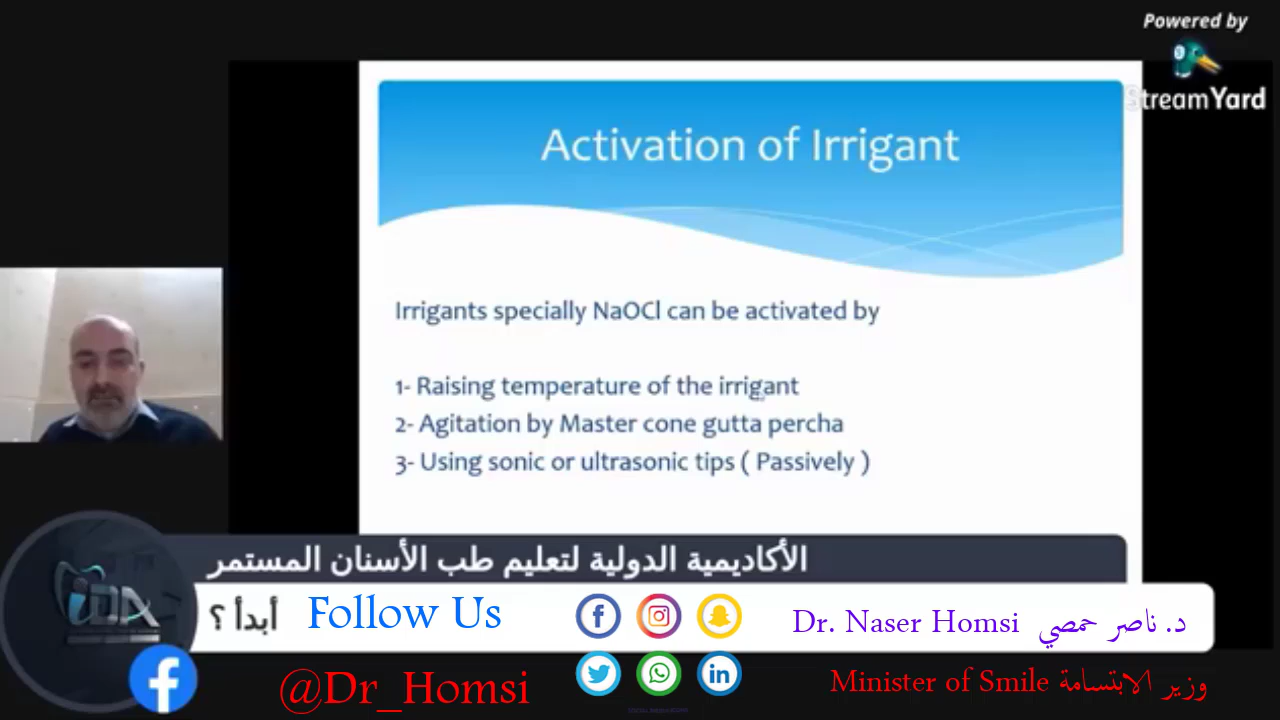 Powered by
StreamYard
Activation of Irrigant
Irrigants specially NaOCl can be activated by
1- Raising temperature of the irrigant
2- Agitation by Master cone gutta percha
3- Using sonic or ultrasonic tips ( Passively )
الأكاديمية الدولية لتعليم طب الأسنان المستمر
iDA
أبدأ ؟
Follow Us
Dr. Naser Homsi د. ناصر حمصي
@Dr_Homsi
Minister of Smile وزير الابتسامة